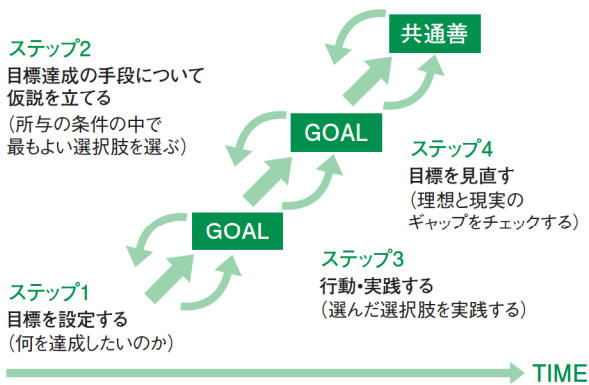 共通善
ステップ2
目標達成の手段について
仮説を立てる
(所与の条件の中で
最もよい選択肢を選ぶ)
GOAL
ステップ4
目標を見直す
(理想と現実の
ギャップをチェックする)
GOAL
ステップ3
行動・実践する
(選んだ選択肢を実践する)
ステップ1
目標を設定する
(何を達成したいのか)
TIME